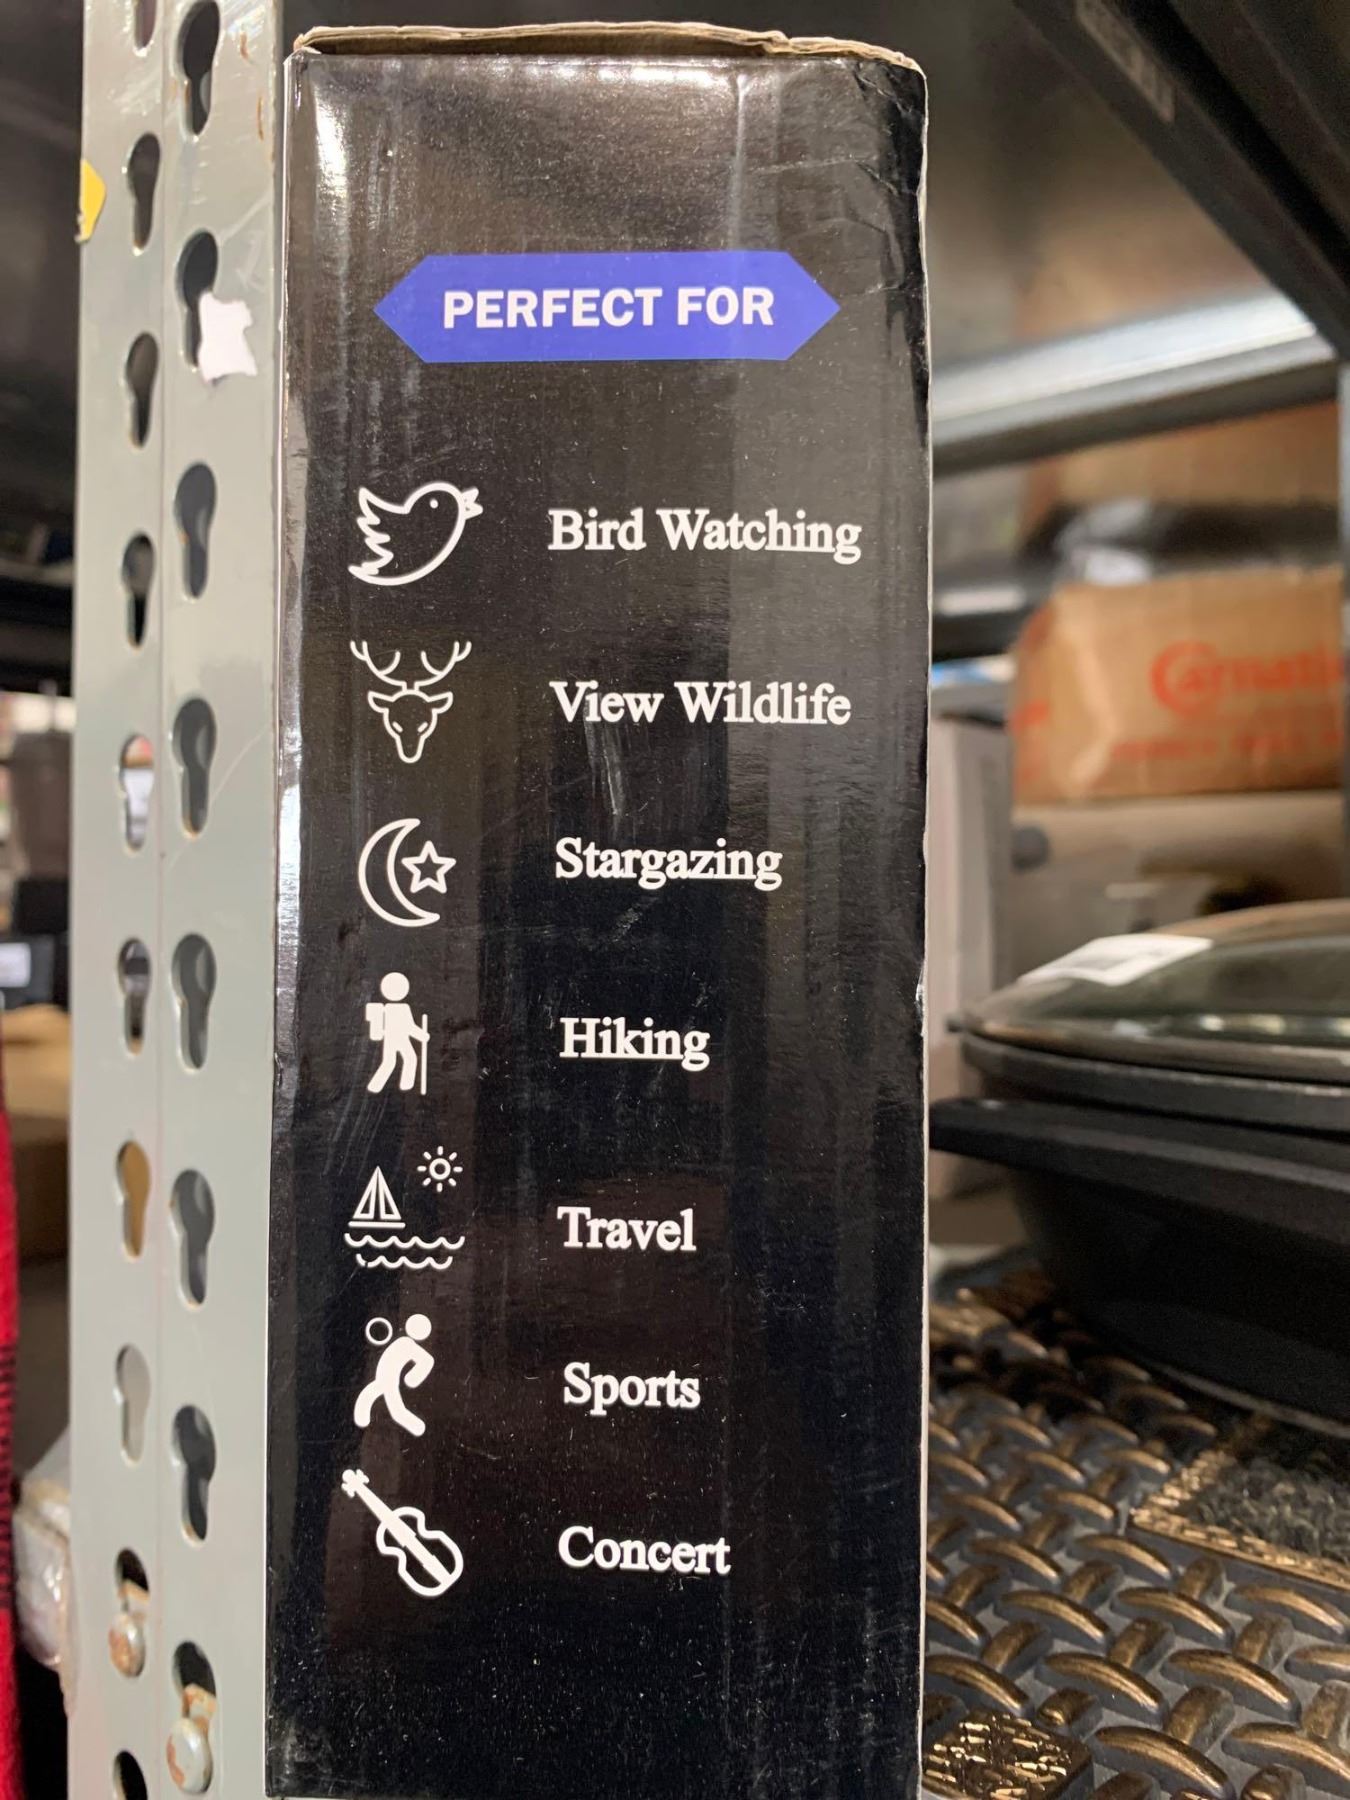 PERFECT FOR
Bird Watching
View Wildlife
Stargazing
Hiking
Travel
Sports
Concert